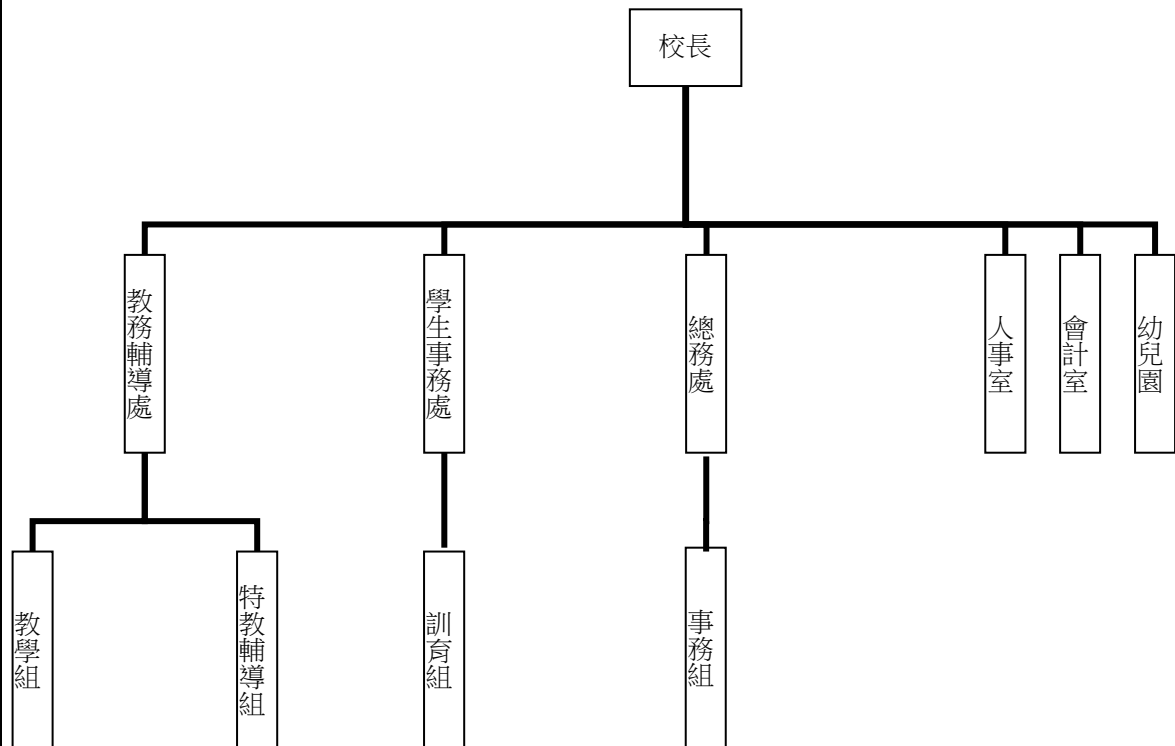 校長
教務輔導處
學生事務處
總務處
人事室
會計室
幼兒園
教學組
特教輔導組
訓育組
事務組